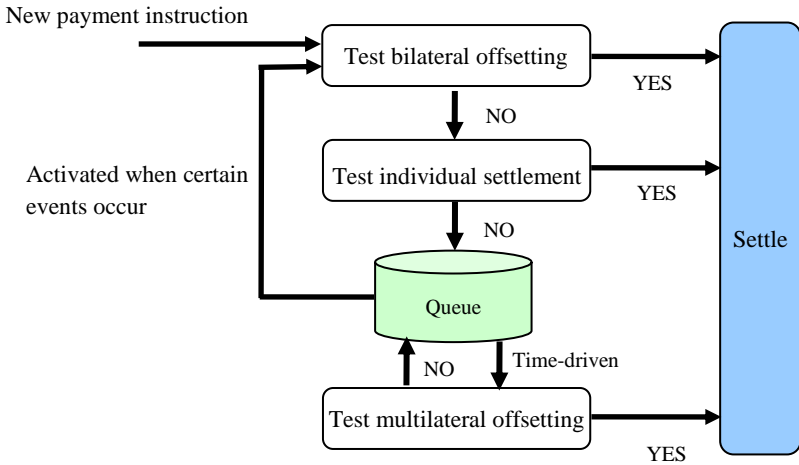 New payment instruction
Test bilateral offsetting
YES
NO
Activated when certain
events occur
Test individual settlement
YES
NO
Settle
Queue
NO
Time-driven
Test multilateral offsetting
YES